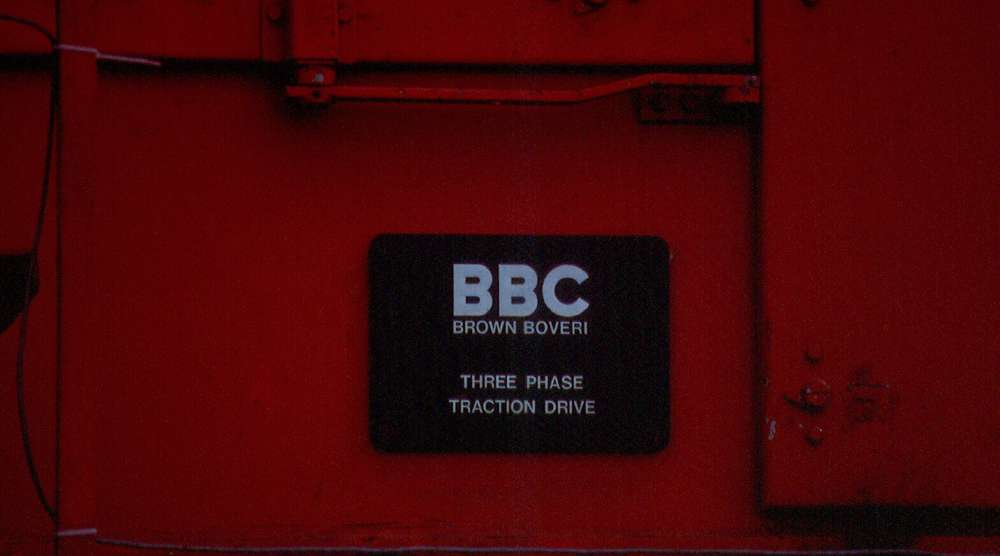 BBC
BROWN BOVERI
THREE PHASE
TRACTION DRIVE